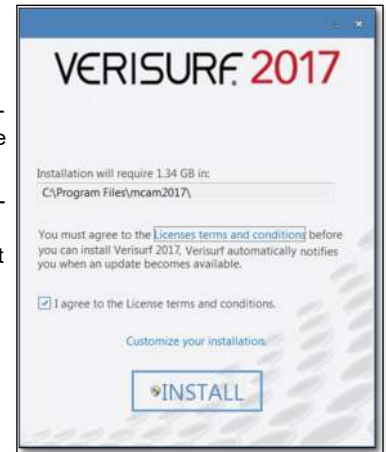 VERISURF. 2017
Installation will require 1.34 GB in:
C:\Program Files\mcam2017\
You must agree to the Licenses terms and conditions before
you can install Verisurf 2017, Verisurf automatically notifies
you when an update becomes available.
I agree to the License terms and conditions.
Customize your installation.
INSTALL